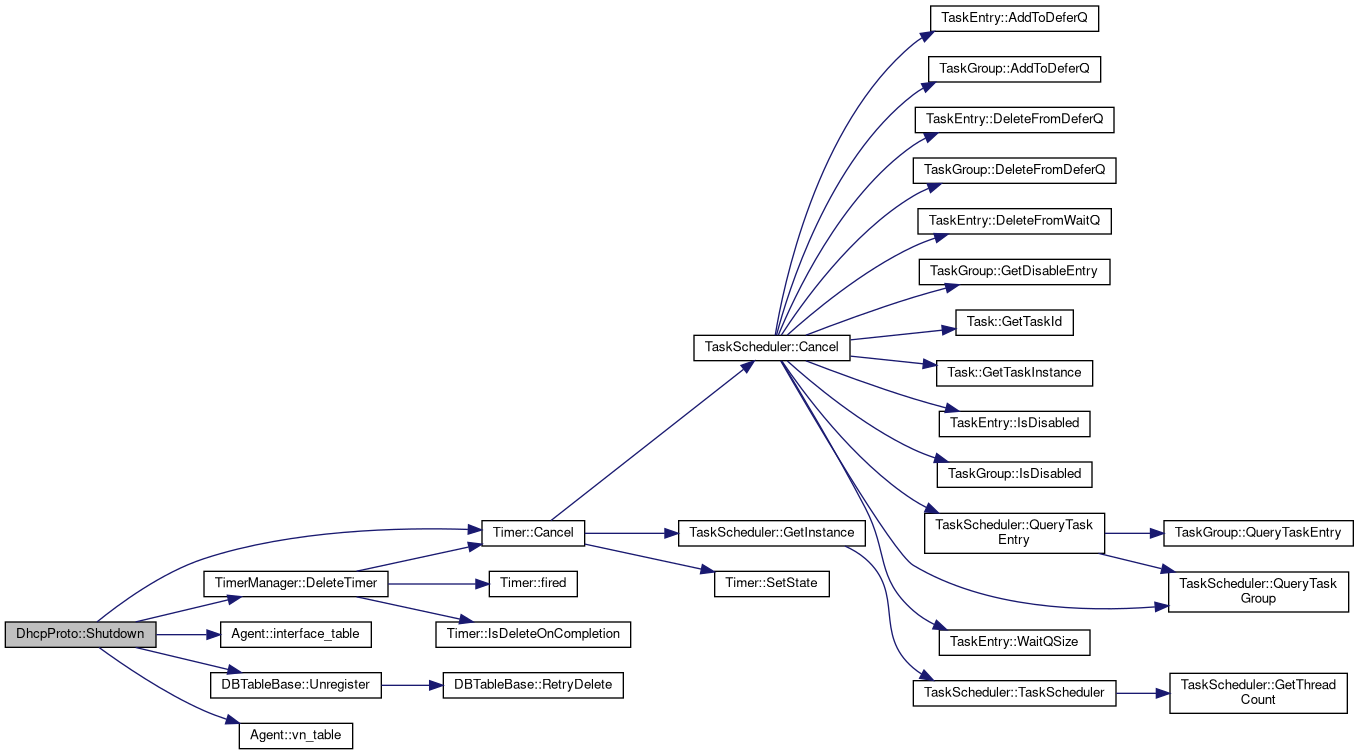 TaskEntry::AddToDeferQ
TaskGroup::AddToDeferQ
TaskEntry::DeleteFromDeferQ
TaskGroup::DeleteFromDeferQ
TaskEntry::DeleteFromWaitQ
TaskGroup::GetDisableEntry
Task::GetTaskId
TaskScheduler::Cancel
Task::GetTaskInstance
TaskEntry::IsDisabled
TaskGroup::IsDisabled
TaskScheduler::QueryTask
Entry
TaskGroup::QueryTaskEntry
Timer::Cancel
TaskScheduler::GetInstance
TimerManager::DeleteTimer
Timer::fired
Timer::SetState
TaskScheduler::QueryTask
Group
DhcpProto::Shutdown
Agent::interface_table
Timer::IsDeleteOnCompletion
TaskEntry::WaitQSize
DBTableBase::Unregister
DBTableBase::RetryDelete
TaskScheduler::TaskScheduler
TaskScheduler::GetThread
Count
Agent::vn_table